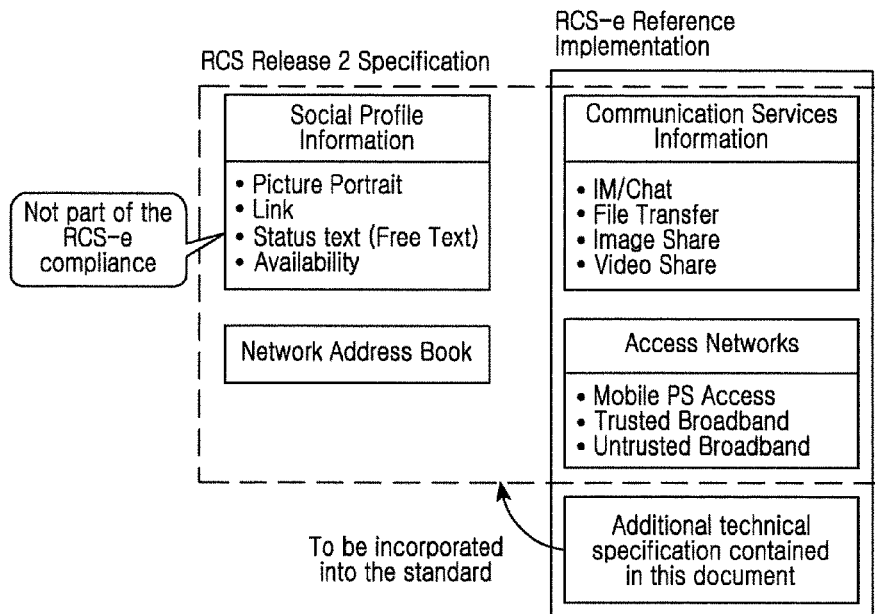 RCS Release 2 Specification
RCS-e Reference
Implementation
Social Profile
Information
• Picture Portrait
• Link
• Status text (Free Text)
• Availability
Not part of the
RCS-e
compliance
Network Address Book
Communication Services
Information
• IM/Chat
• File Transfer
• Image Share
• Video Share
Access Networks
• Mobile PS Access
• Trusted Broadband
• Untrusted Broadband
To be incorporated
into the standard
Additional technical
specification contained
in this document